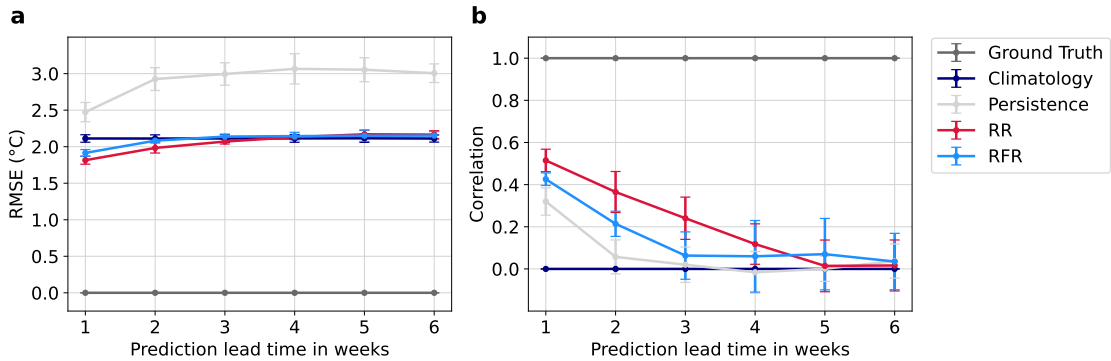 a
RMSE (°C)
3.0
2.5
2.0
1.5
1.0
0.5
0.0
1 2 3 4 5 6
Prediction lead time in weeks
b
Correlation
1.0
0.8
0.6
0.4
0.2
0.0
1 2 3 4 5 6
Prediction lead time in weeks
Ground Truth
Climatology
Persistence
RR
RFR